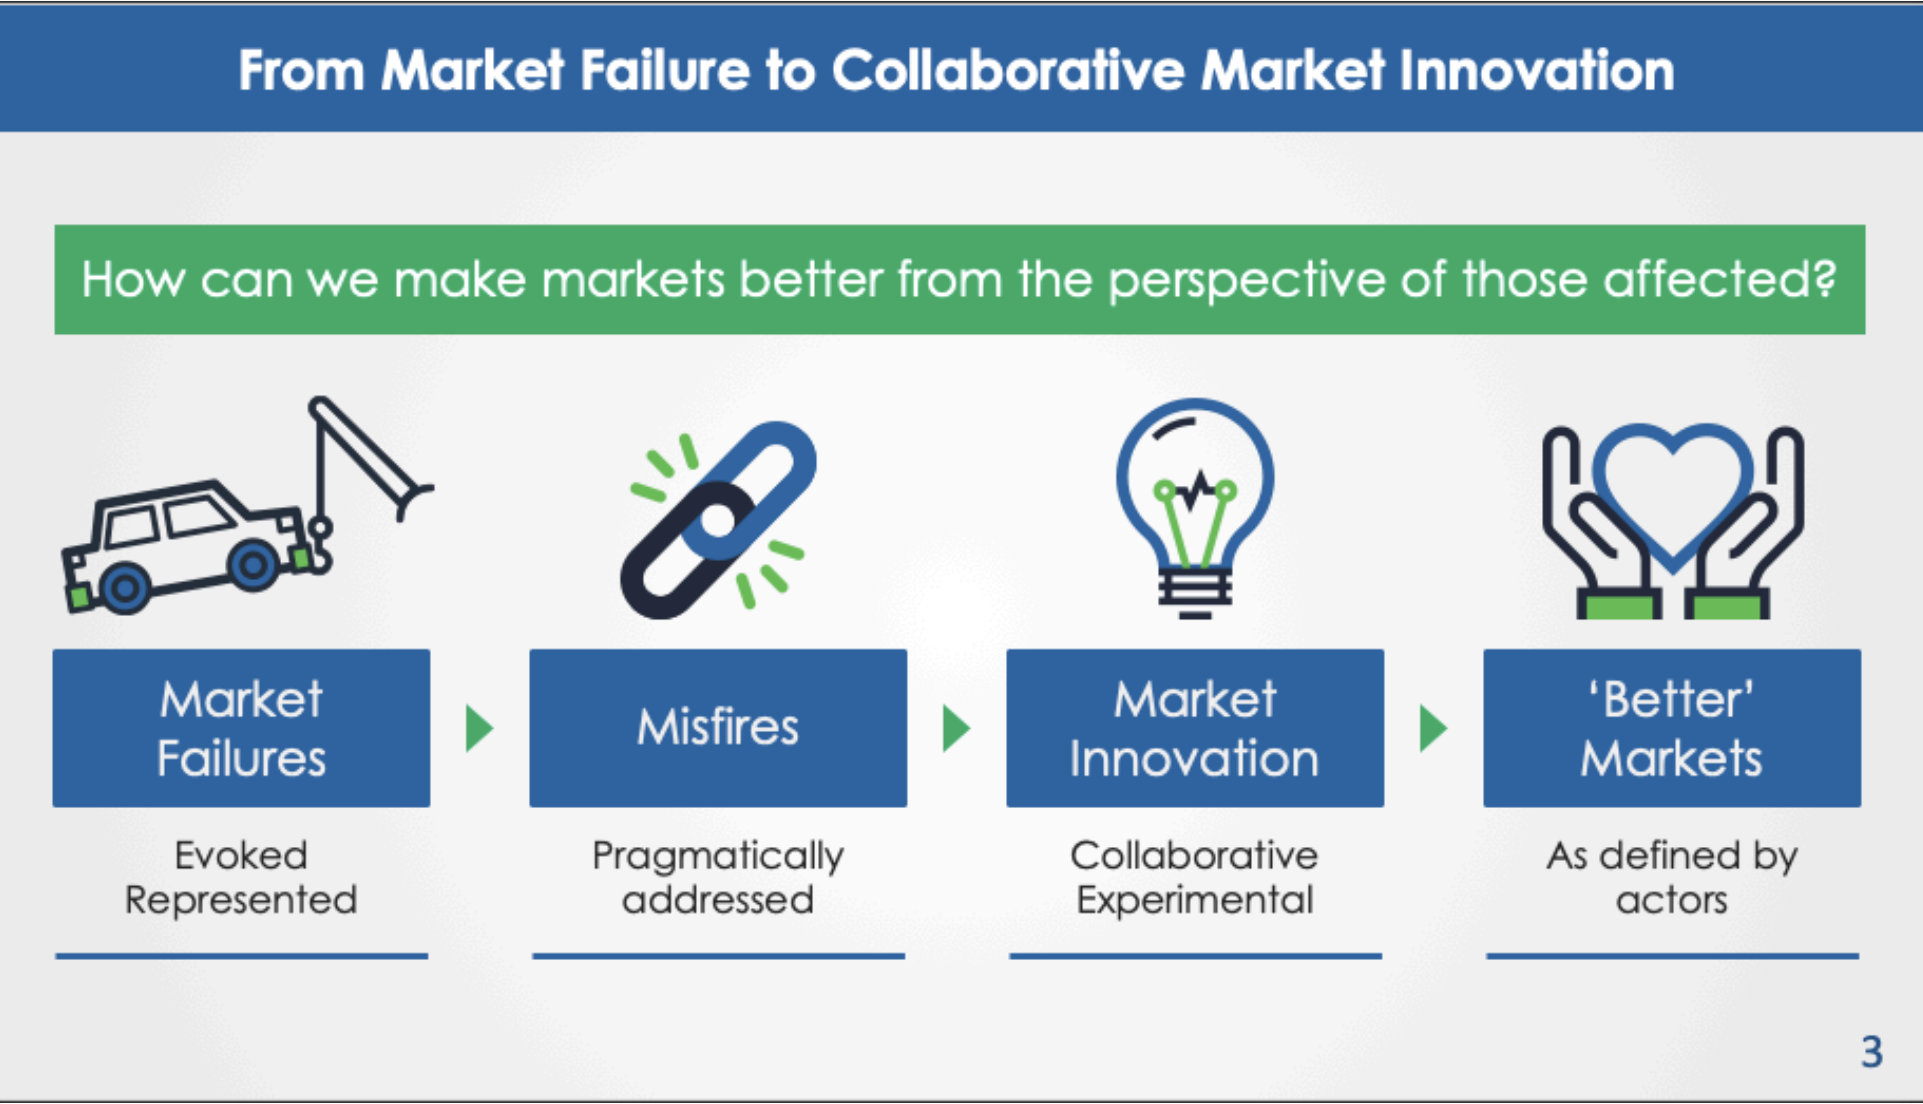 From Market Failure to Collaborative Market Innovation
How can we make markets better from the perspective of those affected?
Market
Failures
Evoked
Represented
Misfires
Pragmatically
addressed
Market
Innovation
Collaborative
Experimental
‘Better’
Markets
As defined by
actors
3